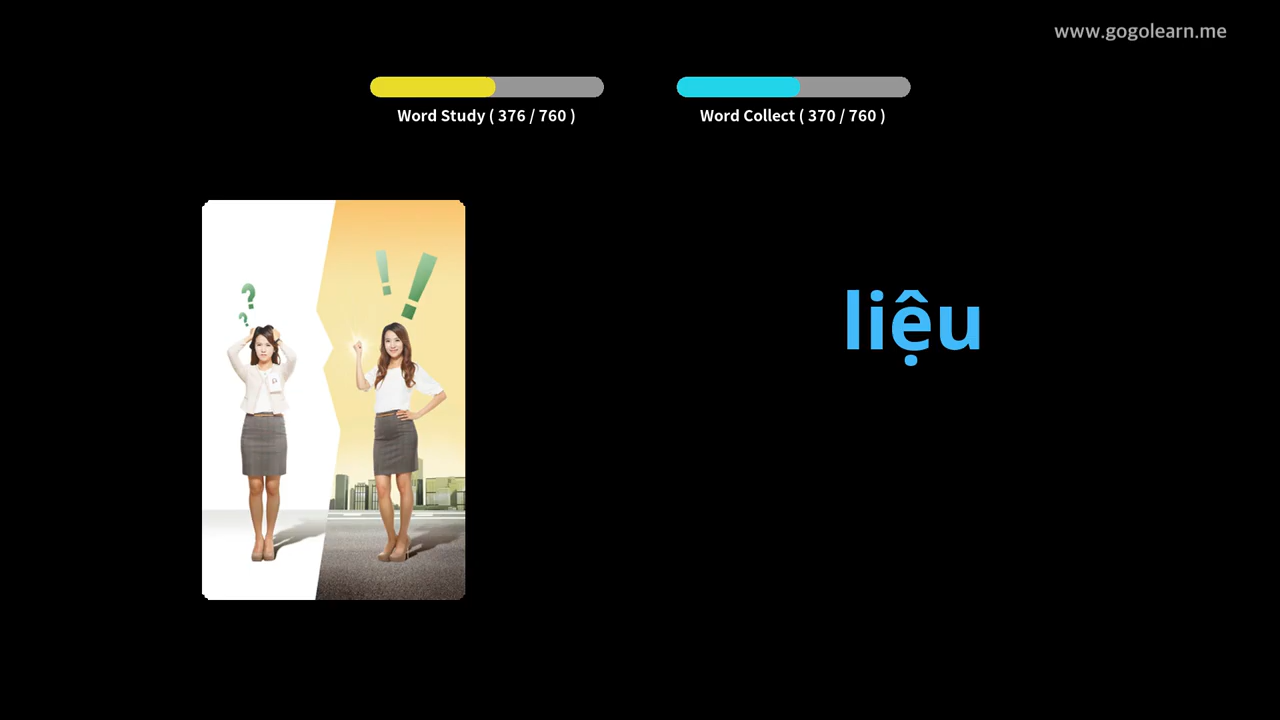 www.gogolearn.me
Word Study ( 376 / 760 )
Word Collect ( 370 / 760 )
? ?
! !
liệu